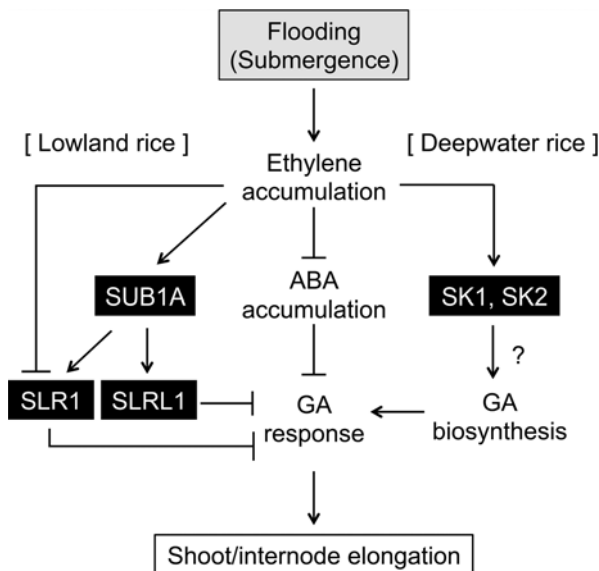 Flooding
(Submergence)
[ Lowland rice ]
[ Deepwater rice ]
Ethylene
accumulation
SUB1A
ABA
accumulation
SK1, SK2
?
SLR1
SLRL1
GA
response
GA
biosynthesis
Shoot/internode elongation